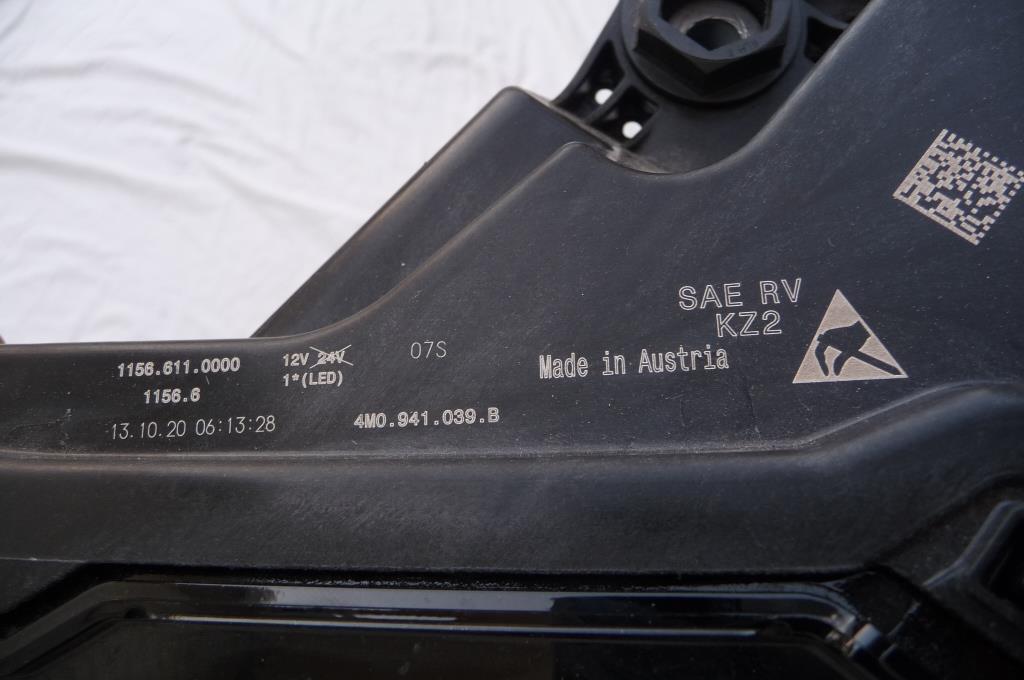 SAE RV
KZ2
1156.611.0000
1156.6
13.10.20 06:13:28
12V 24V
1*(LED)
07S
4M0.941.039.B
Made in Austria